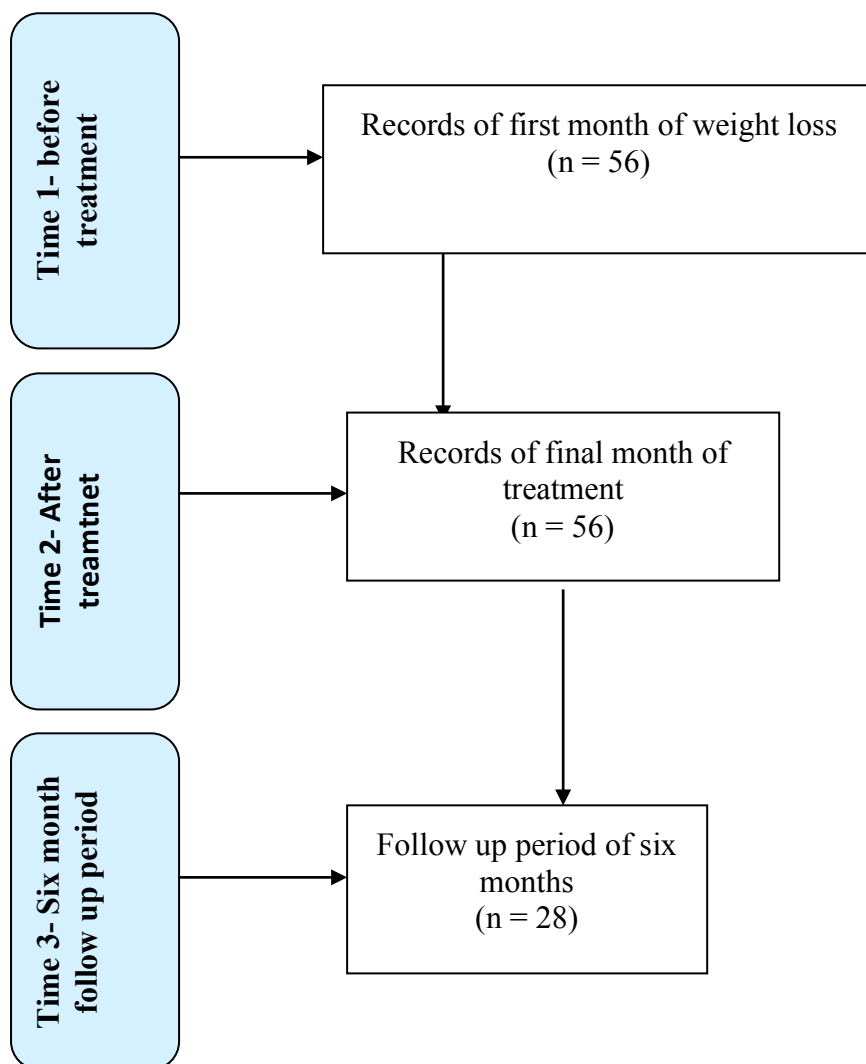 Time 1- before
treatment
Records of first month of weight loss
(n = 56)
Time 2- After
treamtnet
Records of final month of
treatment
(n = 56)
Time 3- Six month
follow up period
Follow up period of six
months
(n = 28)